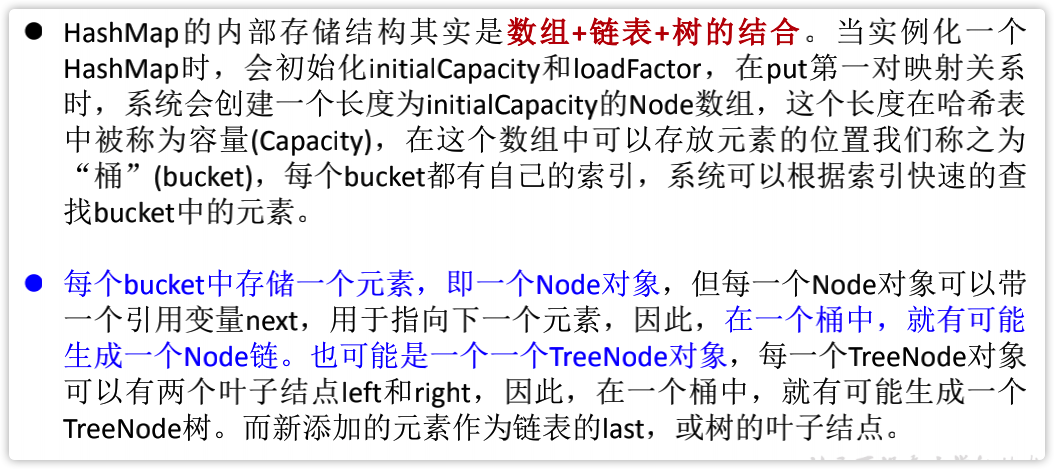 ● HashMap的内部存储结构其实是数组+链表+树的结合。当实例化一个
HashMap时，会初始化initialCapacity和loadFactor，在put第一对映射关系
时，系统会创建一个长度为initialCapacity的Node数组，这个长度在哈希表
中被称为容量(Capacity)，在这个数组中可以存放元素的位置我们称之为
“桶”(bucket)，每个bucket都有自己的索引，系统可以根据索引快速的查
找bucket中的元素。
● 每个bucket中存储一个元素，即一个Node对象，但每一个Node对象可以带
一个引用变量next，用于指向下一个元素，因此，在一个桶中，就有可能
生成一个Node链。也可能是一个一个TreeNode对象，每一个TreeNode对象
可以有两个叶子结点left和right，因此，在一个桶中，就有可能生成一个
TreeNode树。而新添加的元素作为链表的last，或树的叶子结点。